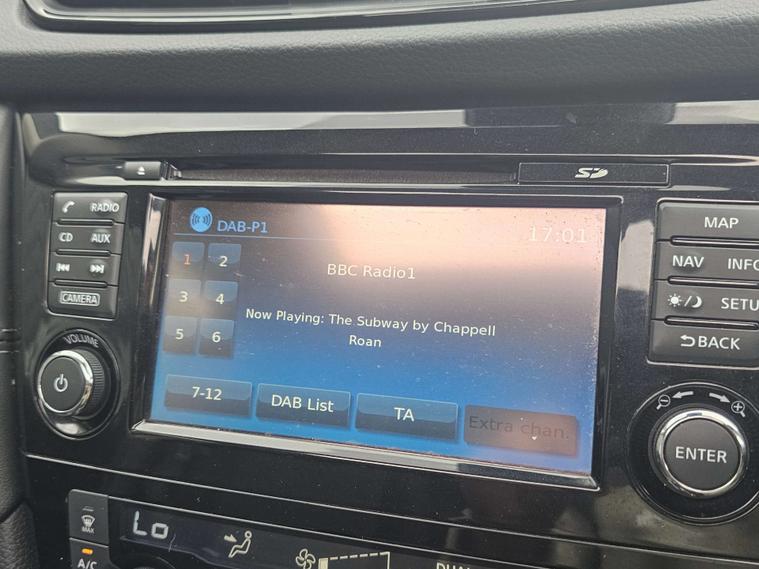 SD
RADIO
CD AUX
CAMERA
VOLUME
DAB-P1
17:01
1 2
BBC Radio1
3 4
Now Playing: The Subway by Chappell
Roan
5 6
7-12
DAB List
TA
Extra chan.
MAP
NAV
BACK
ENTER
MAX
A/C
Lo